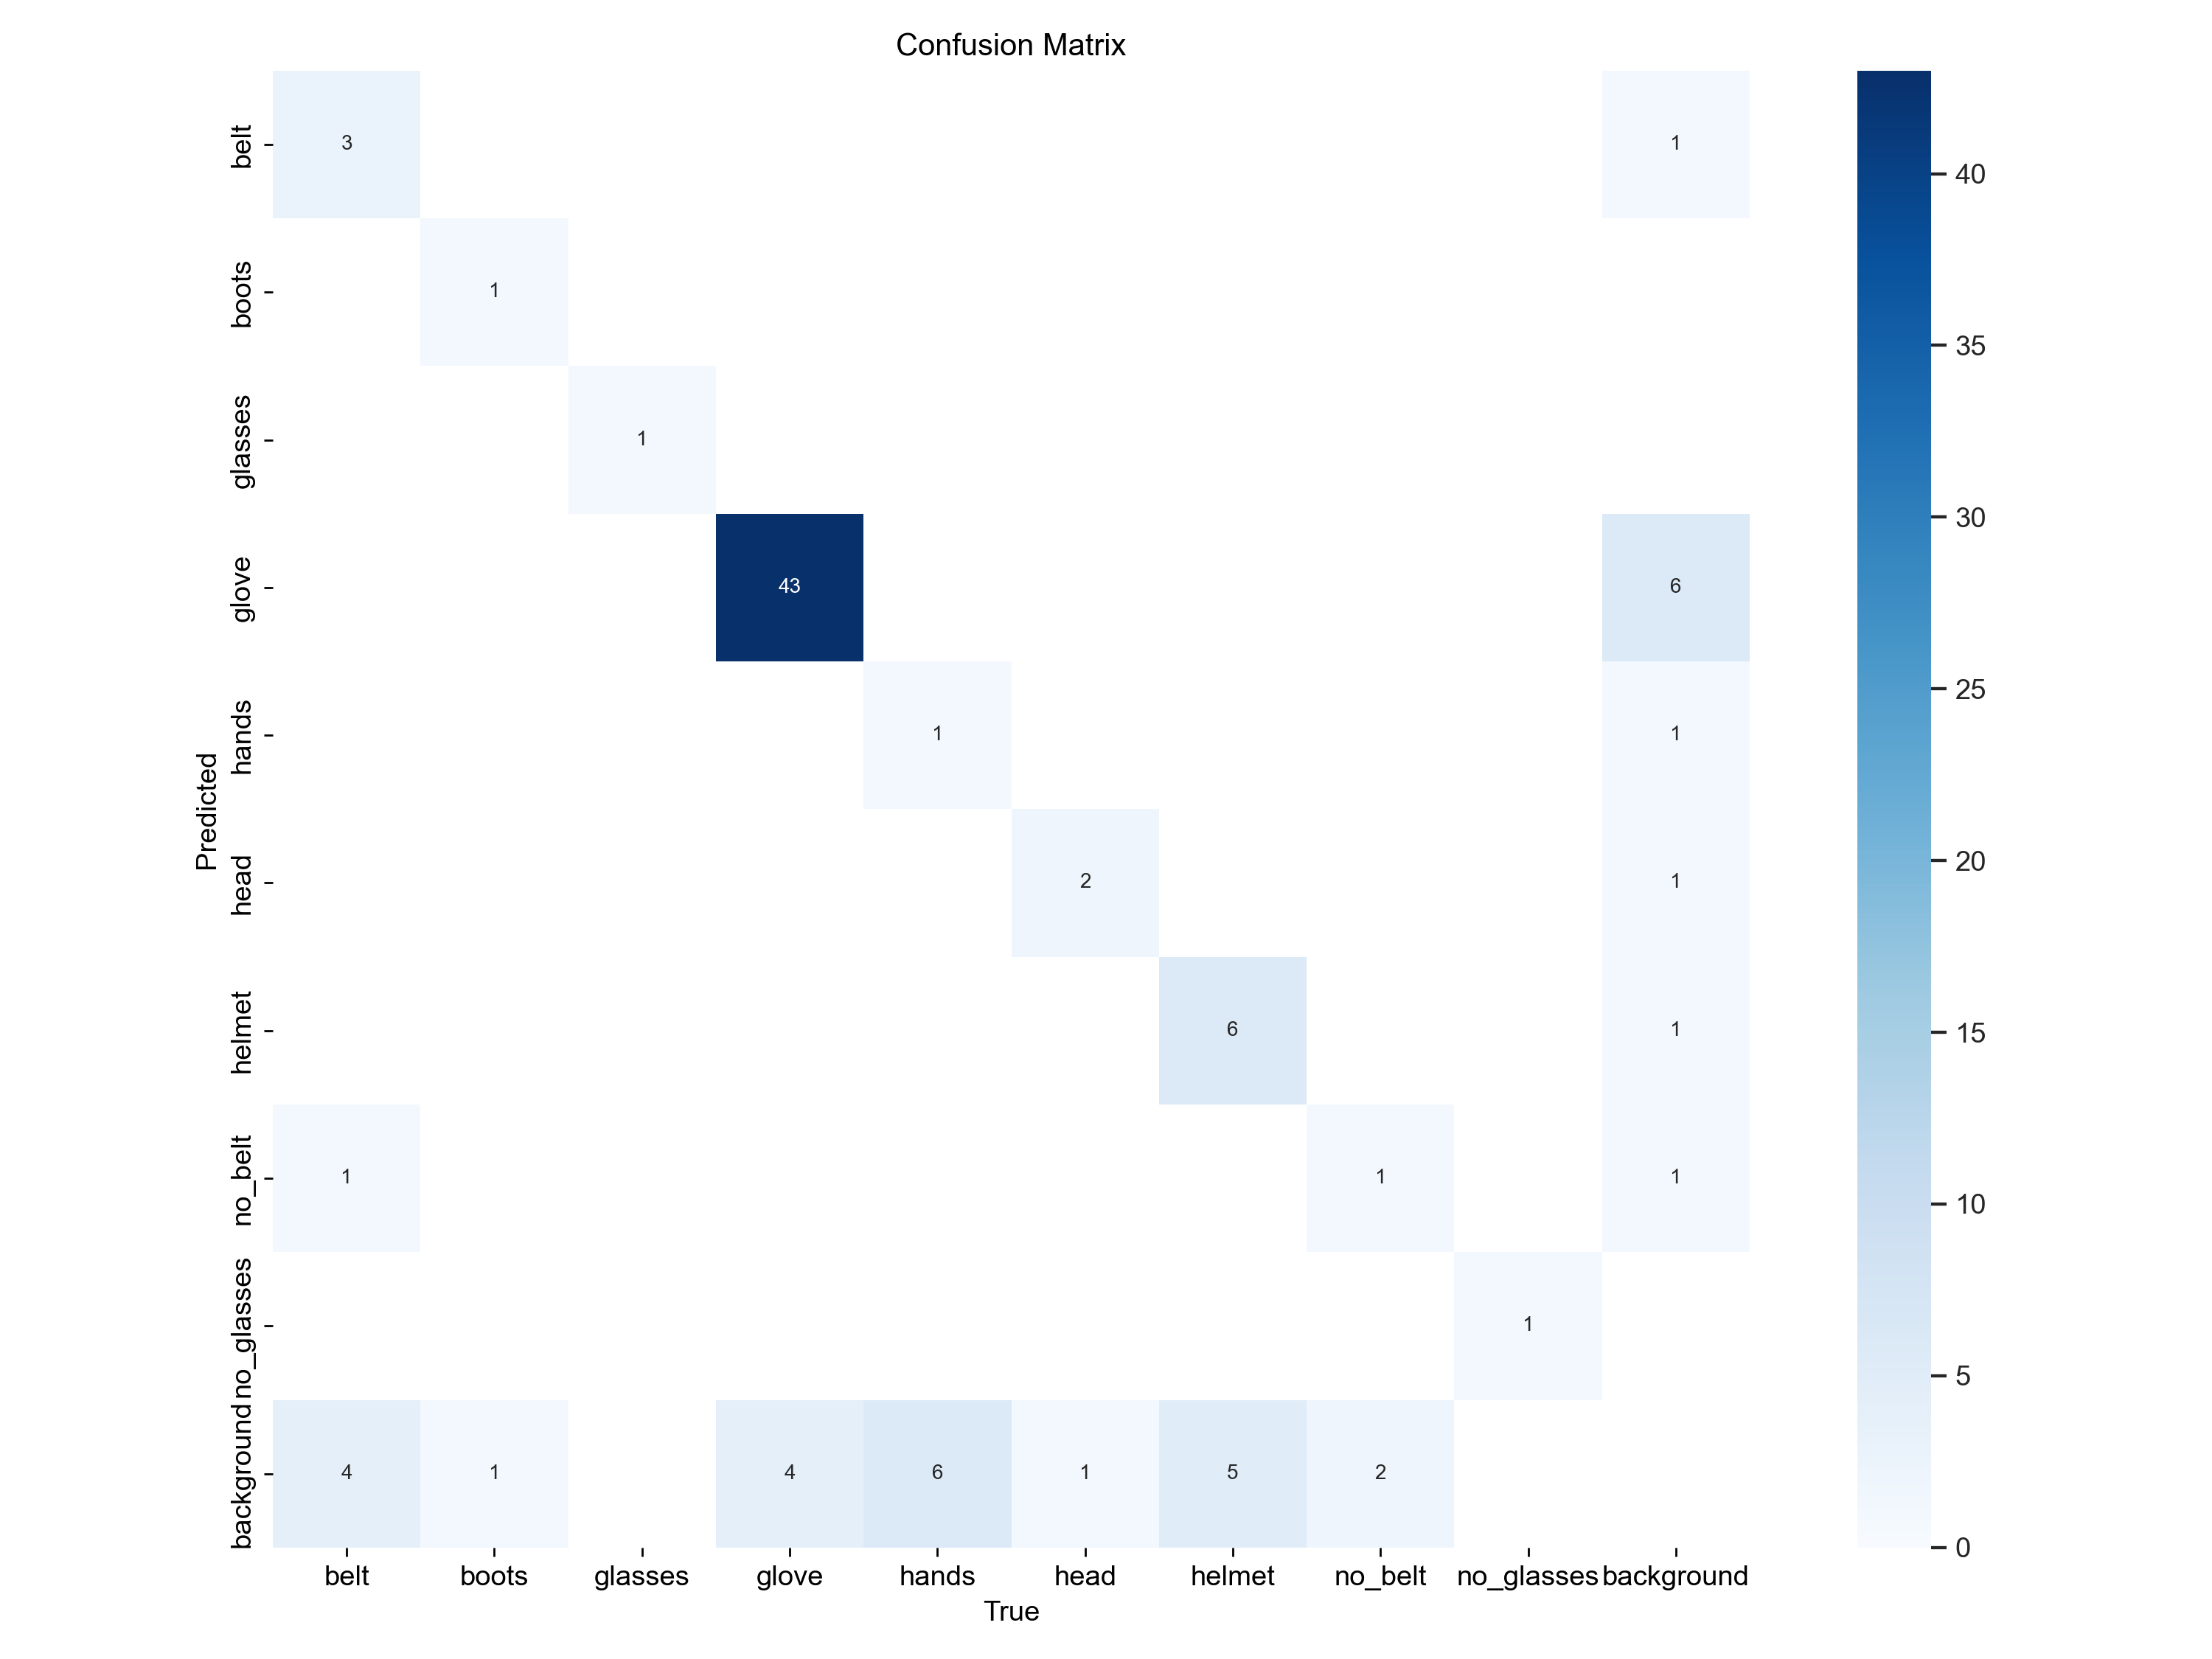 Confusion Matrix
belt 3 1
boots 1
glasses 1
glove 43 6
hands 1 1
head 2 1
helmet 6 1
no_belt 1 1 1
no_glasses 1
background 4 1 4 6 1 5 2
Predicted
belt boots glasses glove hands head helmet no_belt no_glasses background
True
40
35
30
25
20
15
10
5
0